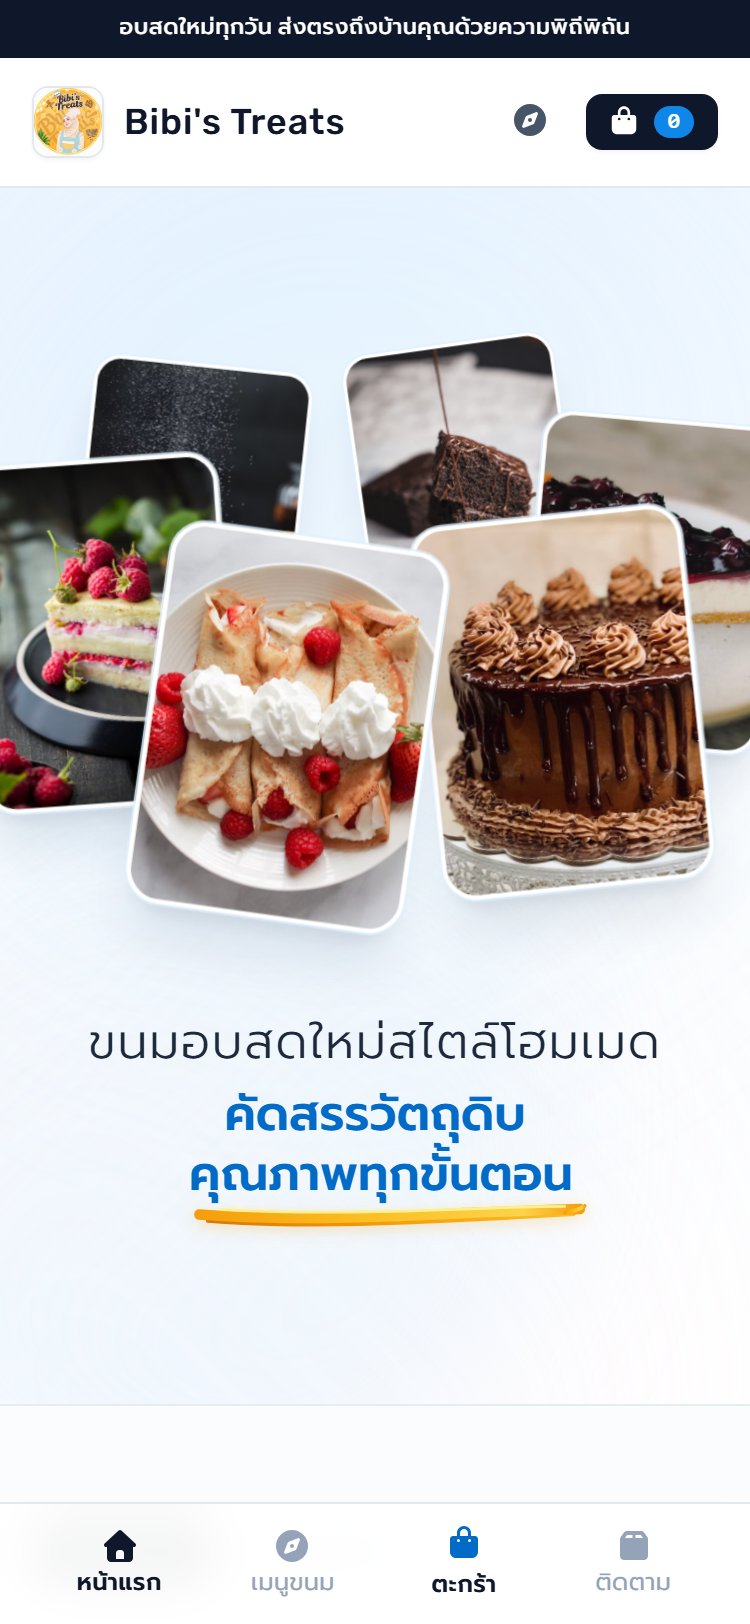 อบสดใหม่ทุกวัน ส่งตรงถึงบ้านคุณด้วยความพิถีพิถัน
Bibi's Treats
Bibi's Treats
0
ขนมอบสดใหม่สไตล์โฮมเมด
คัดสรรวัตถุดิบ
คุณภาพทุกขั้นตอน
หน้าแรก
เมนูขนม
ตะกร้า
ติดตาม